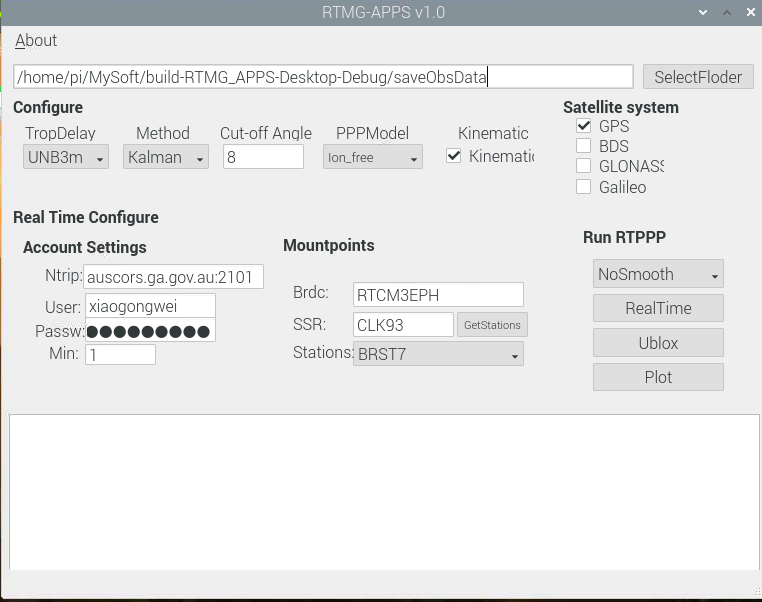 RTMG-APPS v1.0
About
/home/pi/MySoft/build-RTMG_APPS-Desktop-Debug/saveObsData SelectFloder
Configure
TropDelay Method Cut-off Angle PPPModel Kinematic
UNB3m Kalman 8 Ion_free Kinematic
Satellite system
GPS
BDS
GLONASS
Galileo
Real Time Configure
Account Settings
Ntrip: auscors.ga.gov.au:2101
User: xiaogongwei
Passw: ●●●●●●●●●
Min: 1
Mountpoints
Brdc: RTCM3EPH
SSR: CLK93 GetStations
Stations: BRST7
Run RTPPP
NoSmooth
RealTime
Ublox
Plot